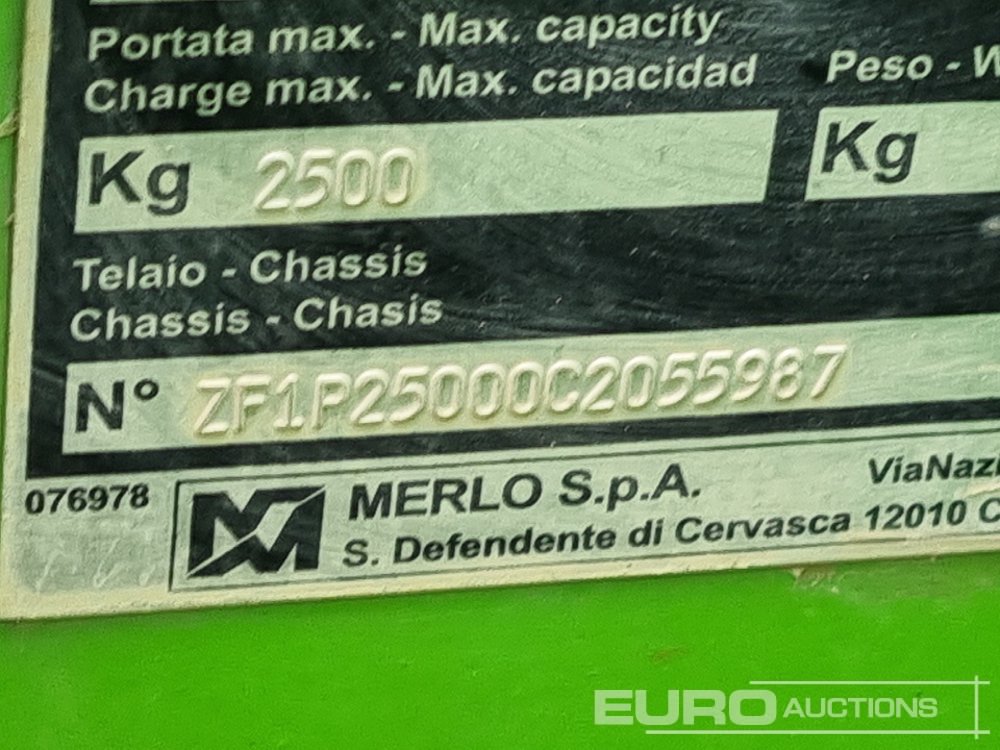 Portata max. - Max. capacity
Charge max. - Max. capacidad
Peso - W
Kg 2500
Kg
Telaio - Chassis
Chassis - Chasis
N° ZF1P25000C2055987
076978
MERLO S.p.A.
ViaNazi
S. Defendente di Cervasca 12010 C
EURO AUCTIONS